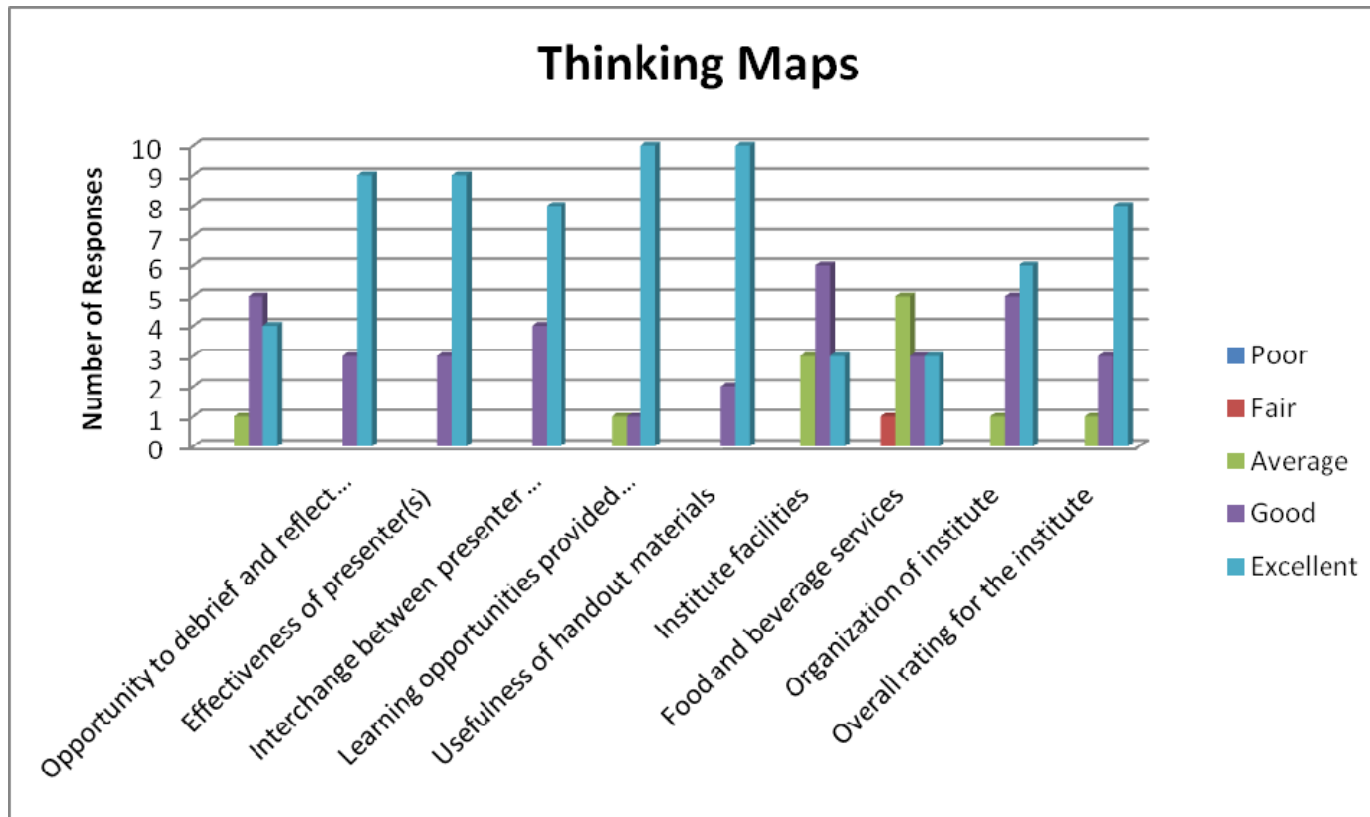 Thinking Maps
Number of Responses
10
9
8
7
6
5
4
3
2
1
0
Opportunity to debrief and reflect...
Effectiveness of presenter(s)
Interchange between presenter ...
Learning opportunities provided...
Usefulness of handout materials
Institute facilities
Food and beverage services
Organization of institute
Overall rating for the institute
Poor
Fair
Average
Good
Excellent